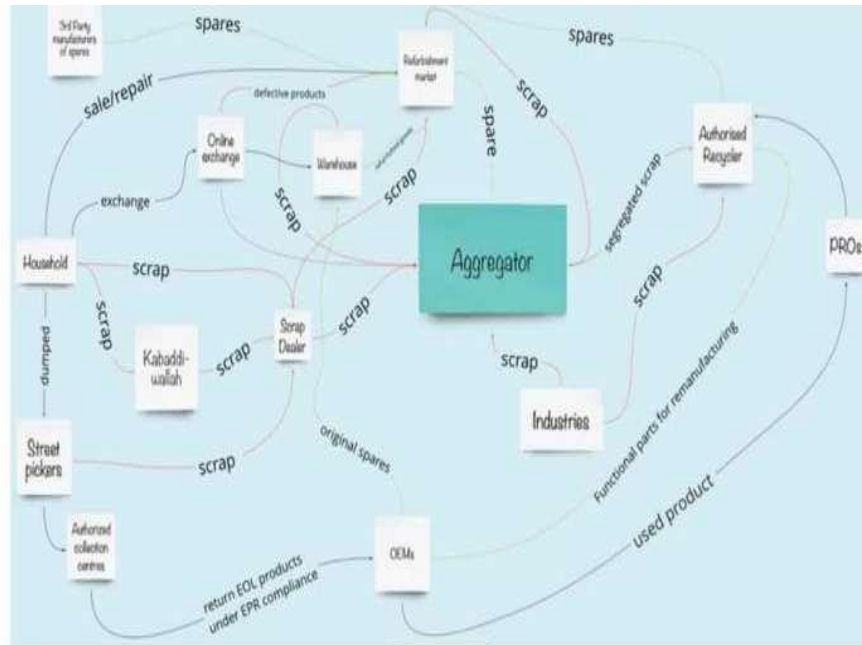 3rd Party
manufacturers
of spares
spares
Refurbishment
market
spares
sale/repair
defective products
scrap
Online
exchange
Warehouse
spare
Authorised
Recycler
exchange
scrap
scrap
segregated scrap
PROs
Household
scrap
Aggregator
scrap
scrap
Scrap
Dealer
scrap
dumped
Kabaddi-
wallah
scrap
scrap
Industries
Street
pickers
scrap
original spares
Functional parts for remanufacturing
used product
Authorized
collection
centres
OEMs
return EOL products
under EPR compliance